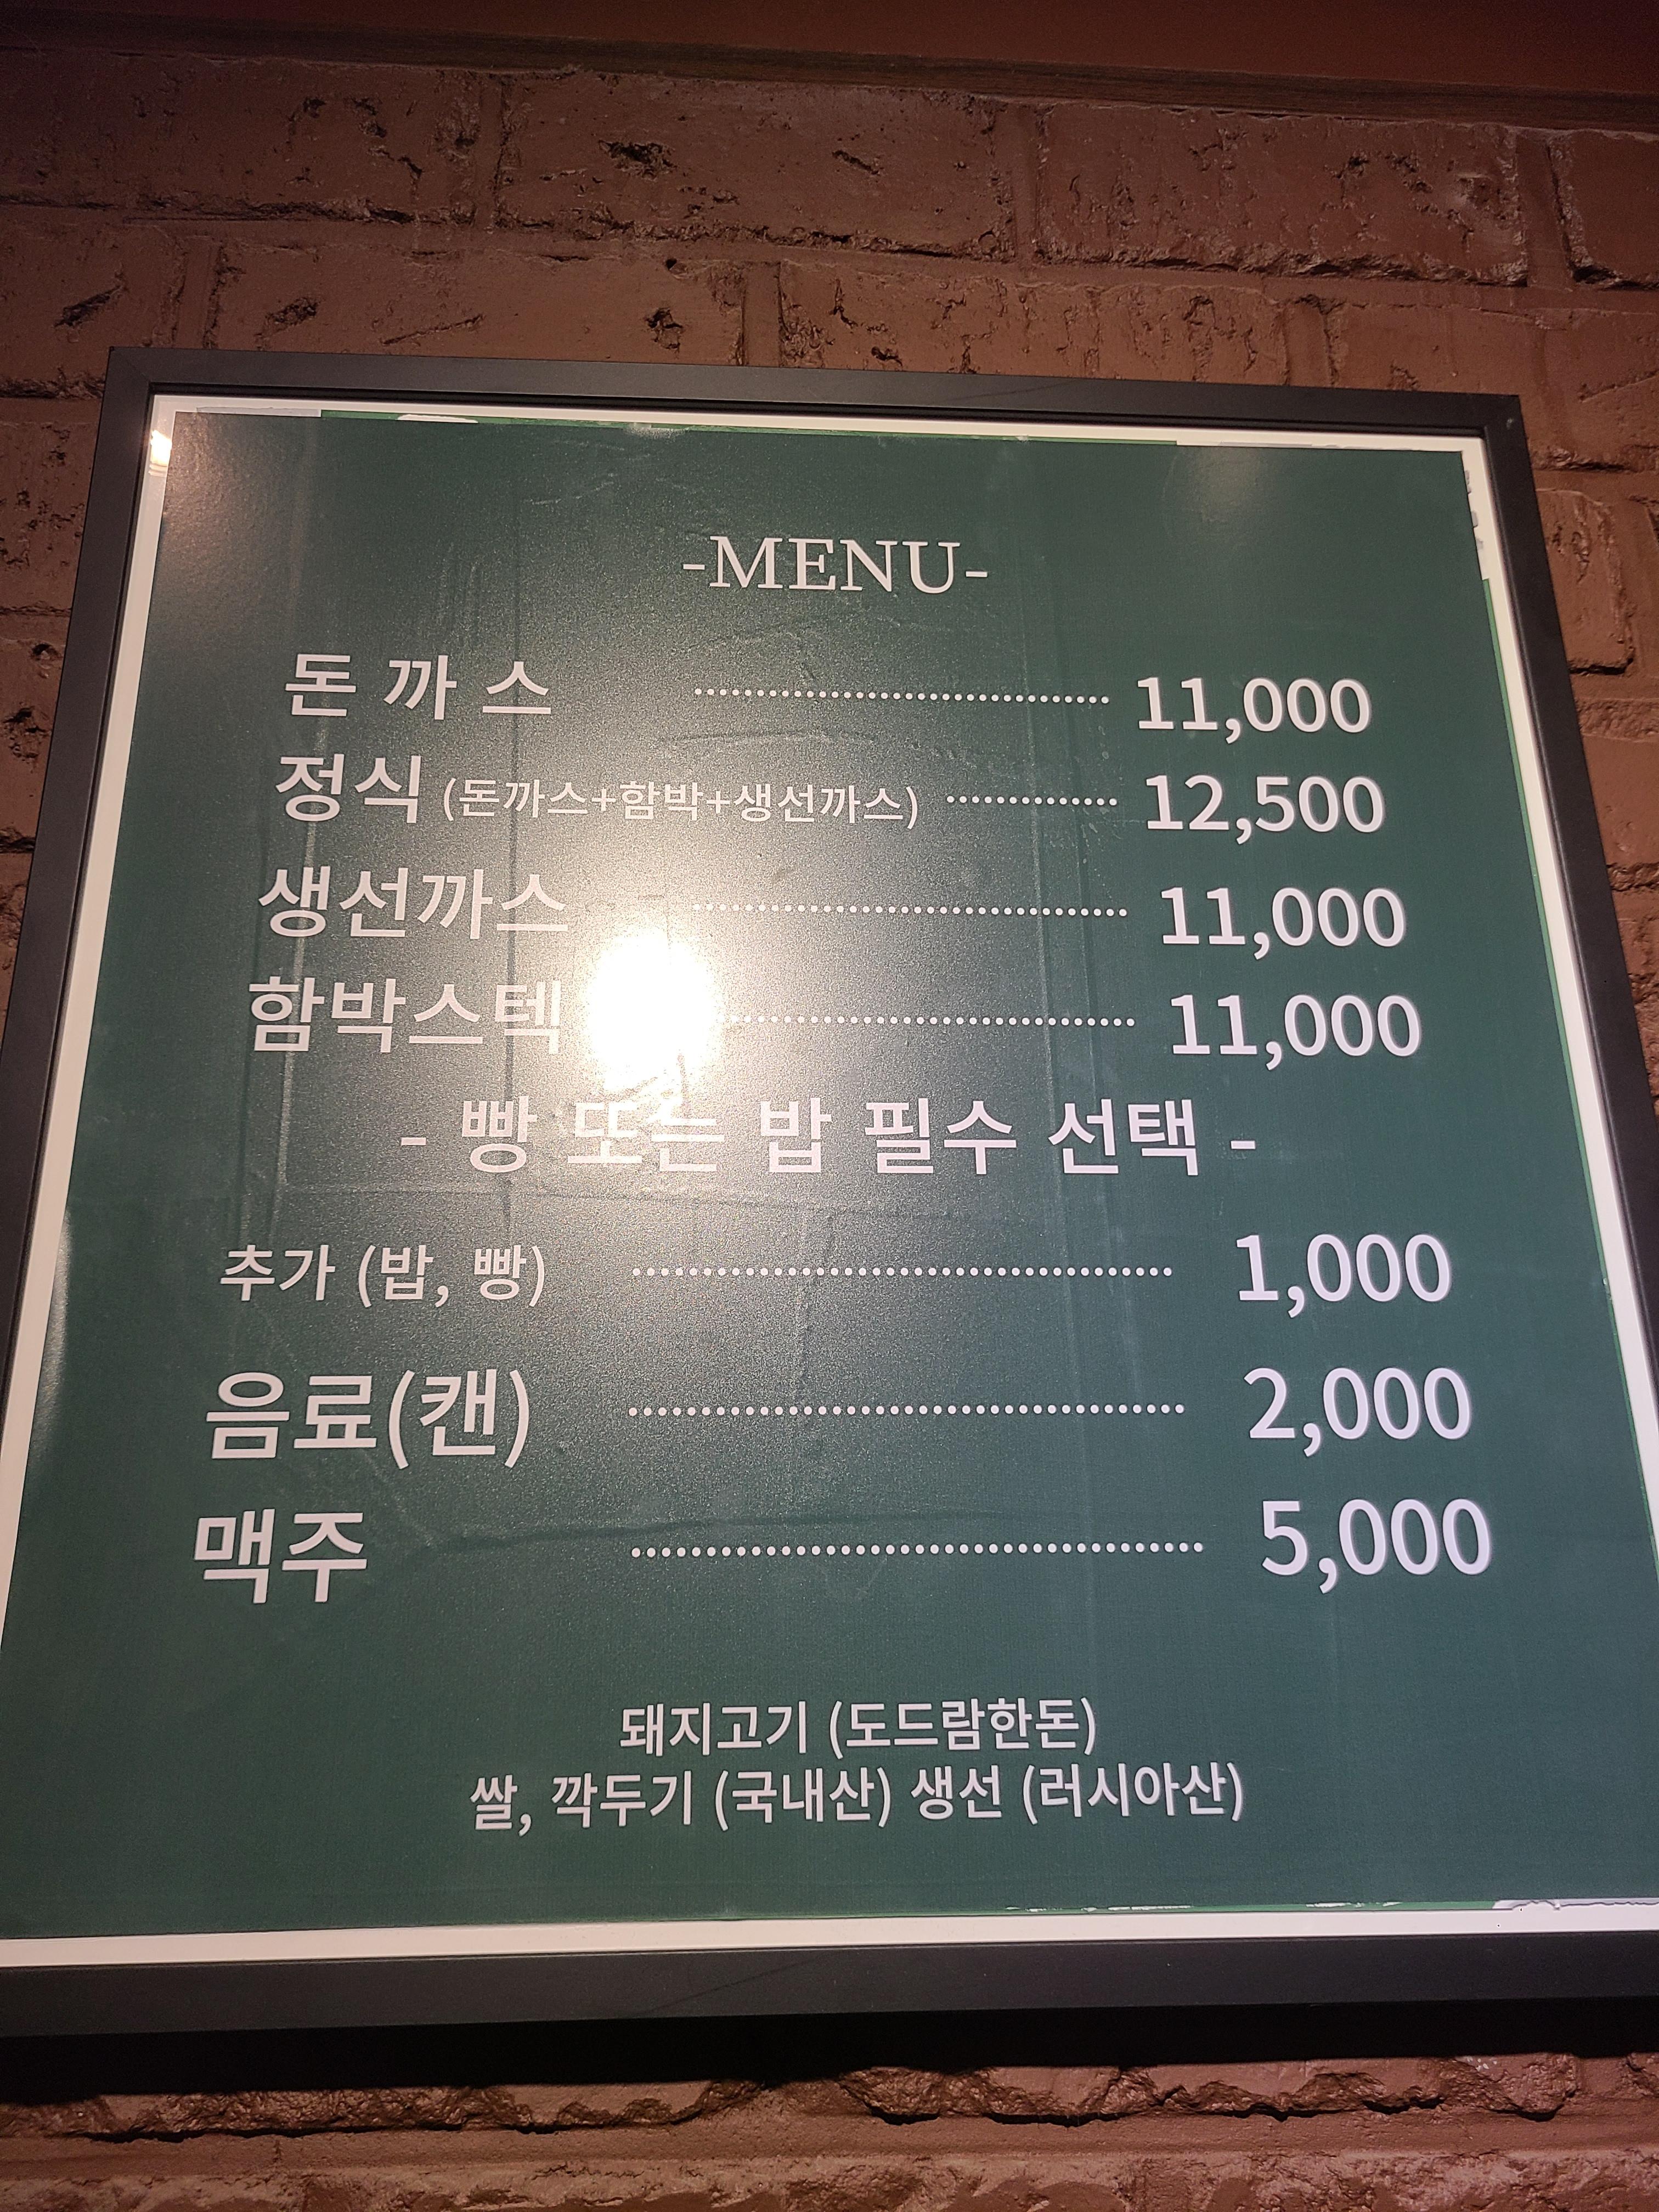 -MENU-
돈 까 스 11,000
정식 (돈까스+함박+생선까스) 12,500
생선까스 11,000
함박스텍 11,000
- 빵 또는 밥 필수 선택 -
추가 (밥, 빵) 1,000
음료(캔) 2,000
맥주 5,000
돼지고기 (도드람한돈)
쌀, 깍두기 (국내산) 생선 (러시아산)